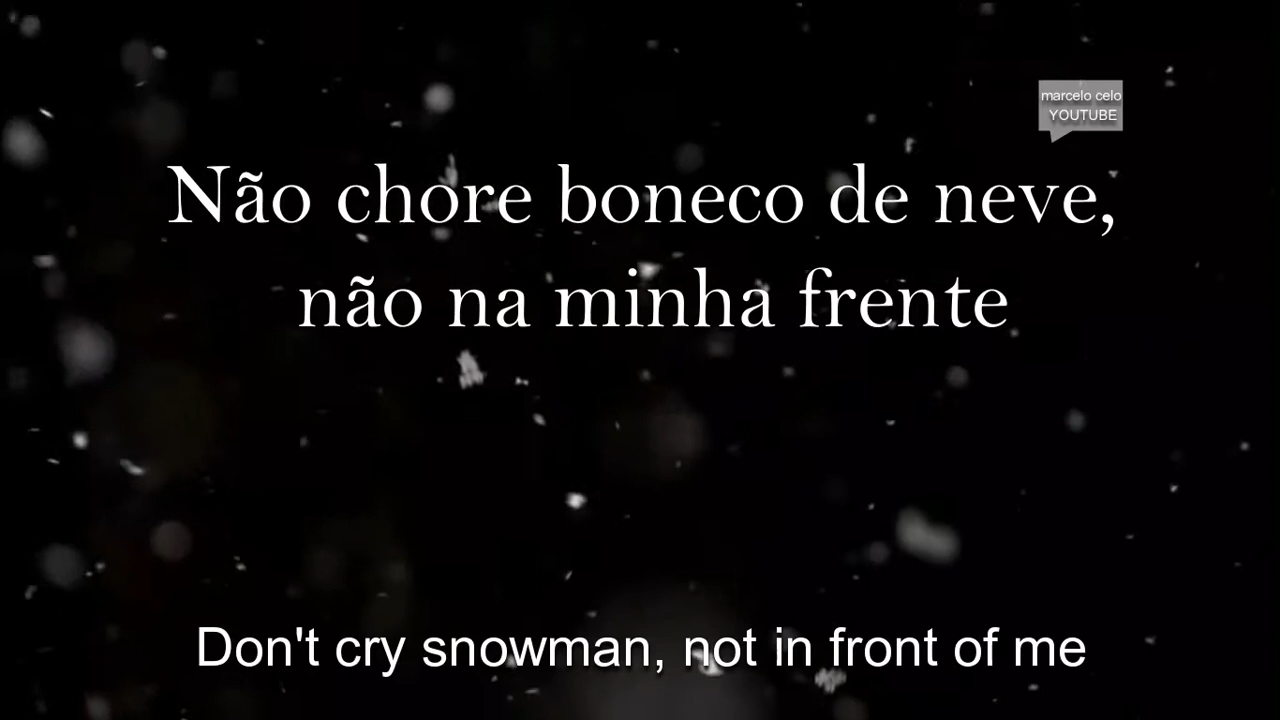 marcelo celo
YOUTUBE
Não chore boneco de neve,
não na minha frente
Don't cry snowman, not in front of me